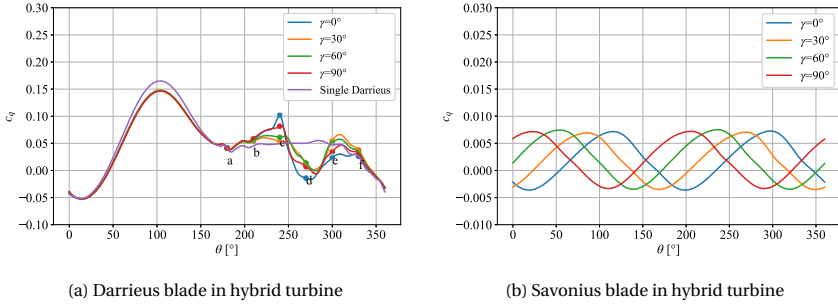 0.30
0.25
0.20
0.15
0.10
0.05
0.00
−0.05
−0.10
c_q
0 50 100 150 200 250 300 350
θ [°]
γ=0°
γ=30°
γ=60°
γ=90°
Single Darrieus
a
b
c
d
e
f
(a) Darrieus blade in hybrid turbine
0.030
0.025
0.020
0.015
0.010
0.005
0.000
−0.005
−0.010
c_q
0 50 100 150 200 250 300 350
θ [°]
γ=0°
γ=30°
γ=60°
γ=90°
(b) Savonius blade in hybrid turbine